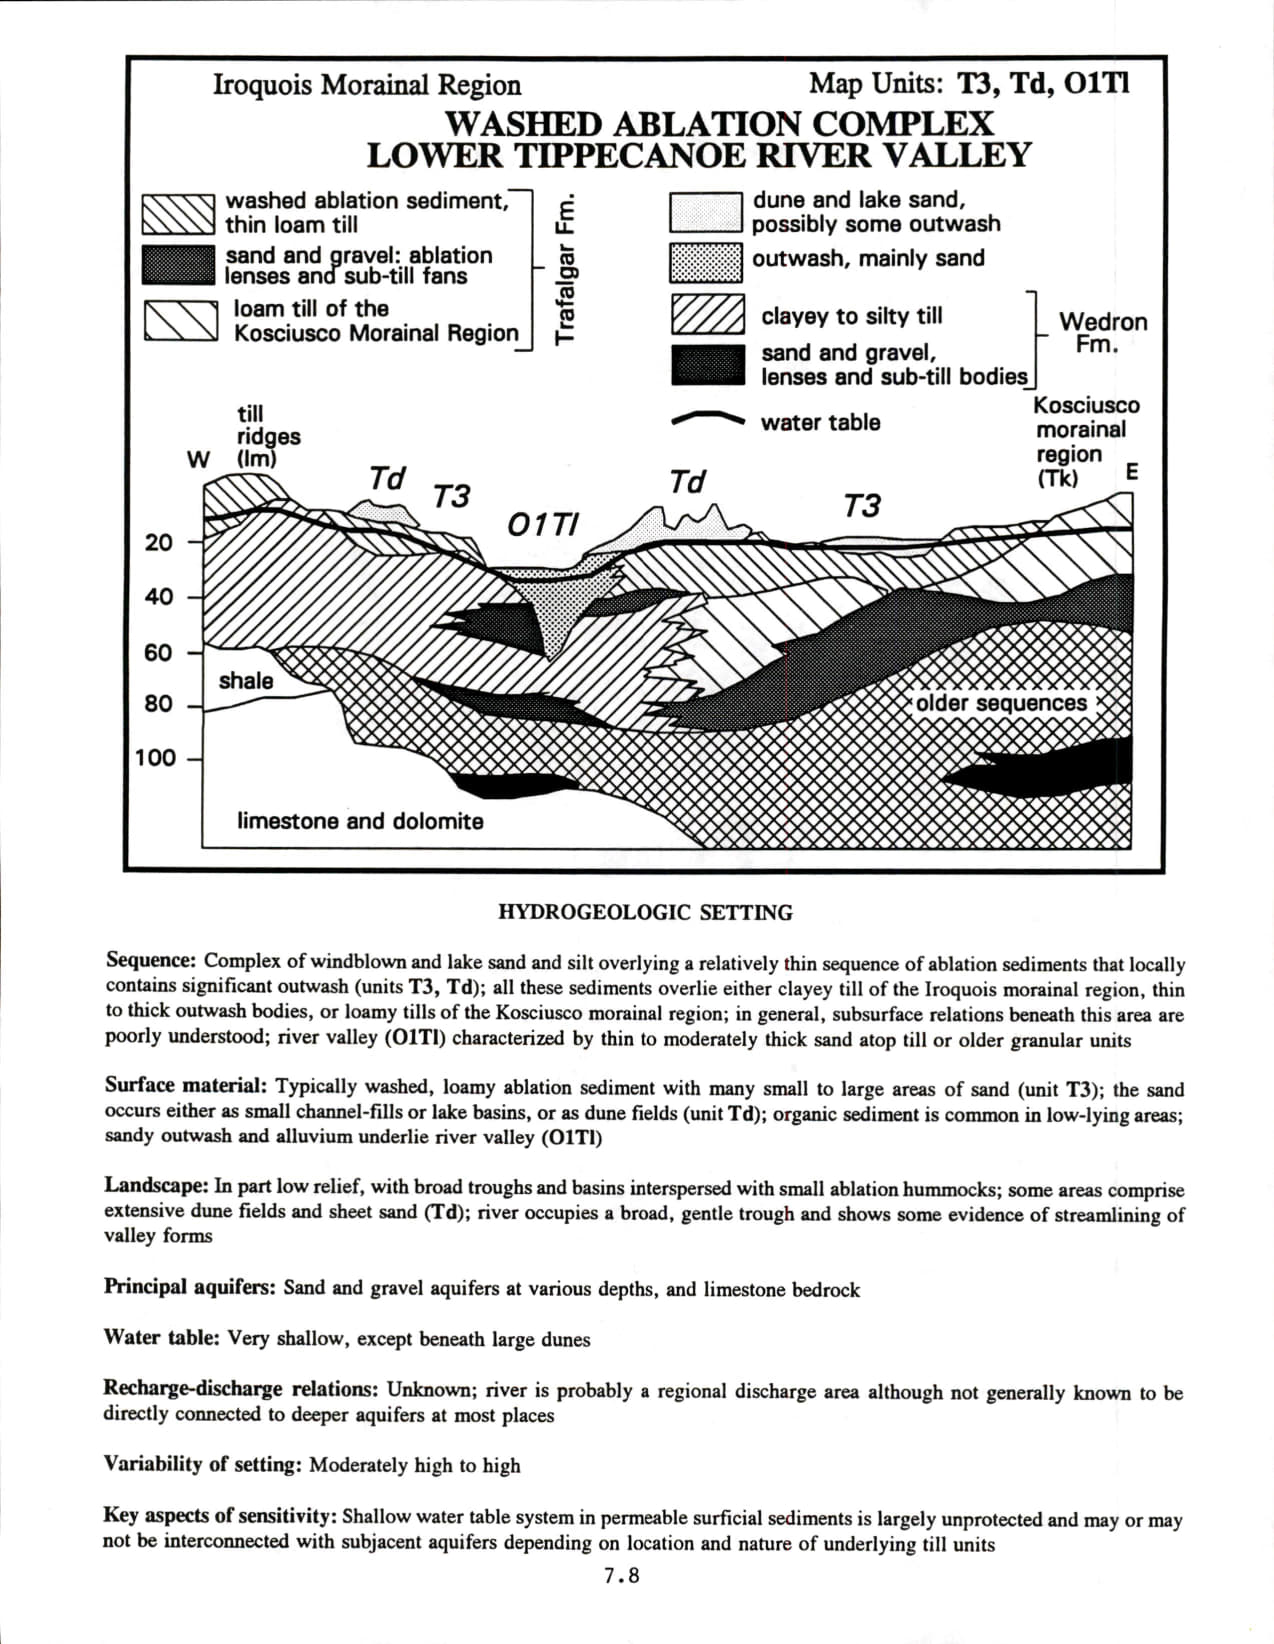 Iroquois Morainal Region
Map Units: T3, Td, O1Tl
WASHED ABLATION COMPLEX
LOWER TIPPECANOE RIVER VALLEY
washed ablation sediment,
thin loam till
sand and gravel: ablation
lenses and sub-till fans
loam till of the
Kosciusco Morainal Region
Trafalgar Fm.
dune and lake sand,
possibly some outwash
outwash, mainly sand
clayey to silty till
sand and gravel,
lenses and sub-till bodies
Wedron
Fm.
water table
till
ridges
(Im)
W
Td
T3
O1Tl
Td
T3
Kosciusco
morainal
region
(Tk)
E
20
40
60
80
100
shale
older sequences
limestone and dolomite
HYDROGEOLOGIC SETTING
Sequence: Complex of windblown and lake sand and silt overlying a relatively thin sequence of ablation sediments that locally
contains significant outwash (units T3, Td); all these sediments overlie either clayey till of the Iroquois morainal region, thin
to thick outwash bodies, or loamy tills of the Kosciusco morainal region; in general, subsurface relations beneath this area are
poorly understood; river valley (O1Tl) characterized by thin to moderately thick sand atop till or older granular units
Surface material: Typically washed, loamy ablation sediment with many small to large areas of sand (unit T3); the sand
occurs either as small channel-fills or lake basins, or as dune fields (unit Td); organic sediment is common in low-lying areas;
sandy outwash and alluvium underlie river valley (O1Tl)
Landscape: In part low relief, with broad troughs and basins interspersed with small ablation hummocks; some areas comprise
extensive dune fields and sheet sand (Td); river occupies a broad, gentle trough and shows some evidence of streamlining of
valley forms
Principal aquifers: Sand and gravel aquifers at various depths, and limestone bedrock
Water table: Very shallow, except beneath large dunes
Recharge-discharge relations: Unknown; river is probably a regional discharge area although not generally known to be
directly connected to deeper aquifers at most places
Variability of setting: Moderately high to high
Key aspects of sensitivity: Shallow water table system in permeable surficial sediments is largely unprotected and may or may
not be interconnected with subjacent aquifers depending on location and nature of underlying till units
7.8